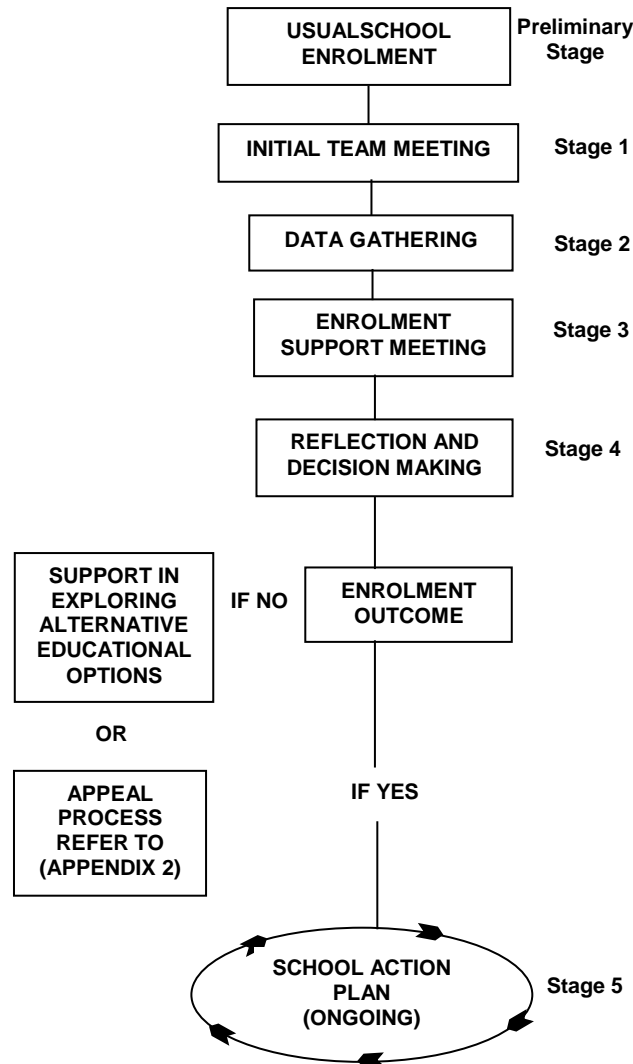 USUALSCHOOL
ENROLMENT
Preliminary
Stage
INITIAL TEAM MEETING
Stage 1
DATA GATHERING
Stage 2
ENROLMENT
SUPPORT MEETING
Stage 3
REFLECTION AND
DECISION MAKING
Stage 4
SUPPORT IN
EXPLORING
ALTERNATIVE
EDUCATIONAL
OPTIONS
IF NO
ENROLMENT
OUTCOME
OR
APPEAL
PROCESS
REFER TO
(APPENDIX 2)
IF YES
SCHOOL ACTION
PLAN
(ONGOING)
Stage 5